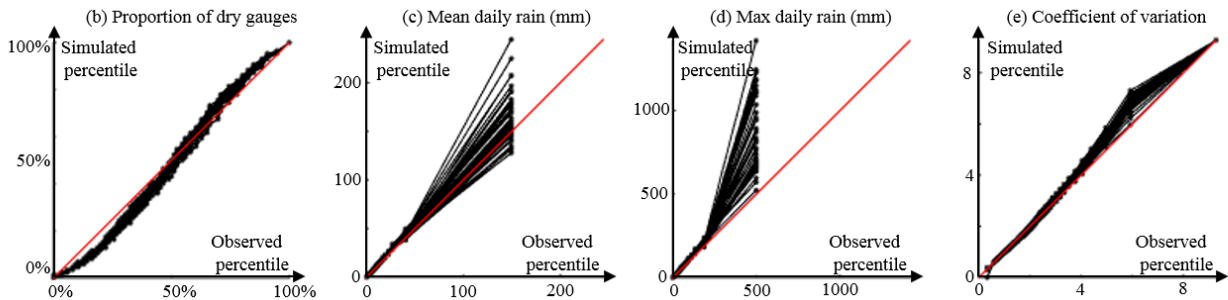 (b) Proportion of dry gauges
100%
Simulated
percentile
50%
0%
Observed
percentile
0%
50%
100%
(c) Mean daily rain (mm)
Simulated
percentile
200
100
0
Observed
percentile
0
100
200
(d) Max daily rain (mm)
Simulated
percentile
1000
500
0
Observed
percentile
0
500
1000
(e) Coefficient of variation
Simulated
percentile
8
4
0
Observed
percentile
0
4
8